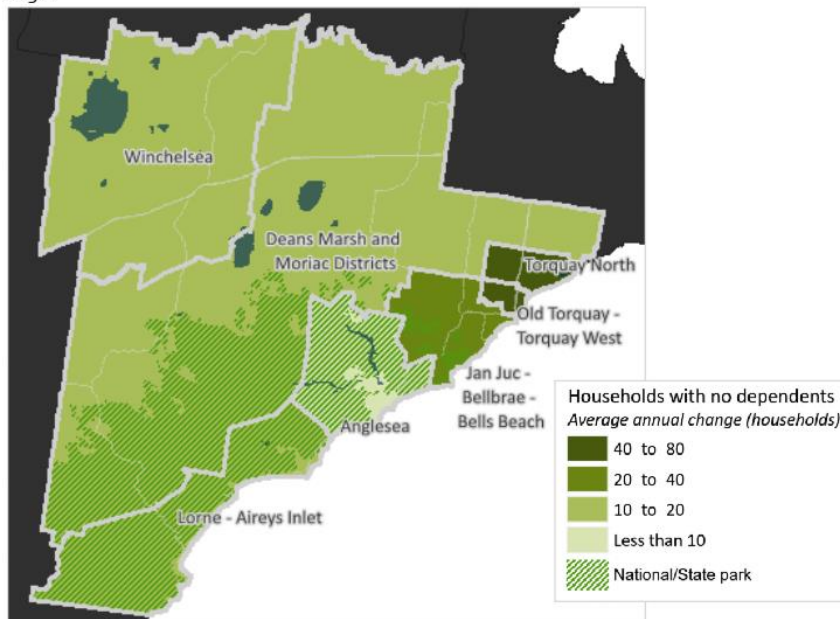 Winchelsea
Deans Marsh and
Moriac Districts
Torquay North
Old Torquay -
Torquay West
Jan Juc -
Bellbrae -
Bells Beach
Anglesea
Lorne - Aireys Inlet
Households with no dependents
Average annual change (households)
40 to 80
20 to 40
10 to 20
Less than 10
National/State park